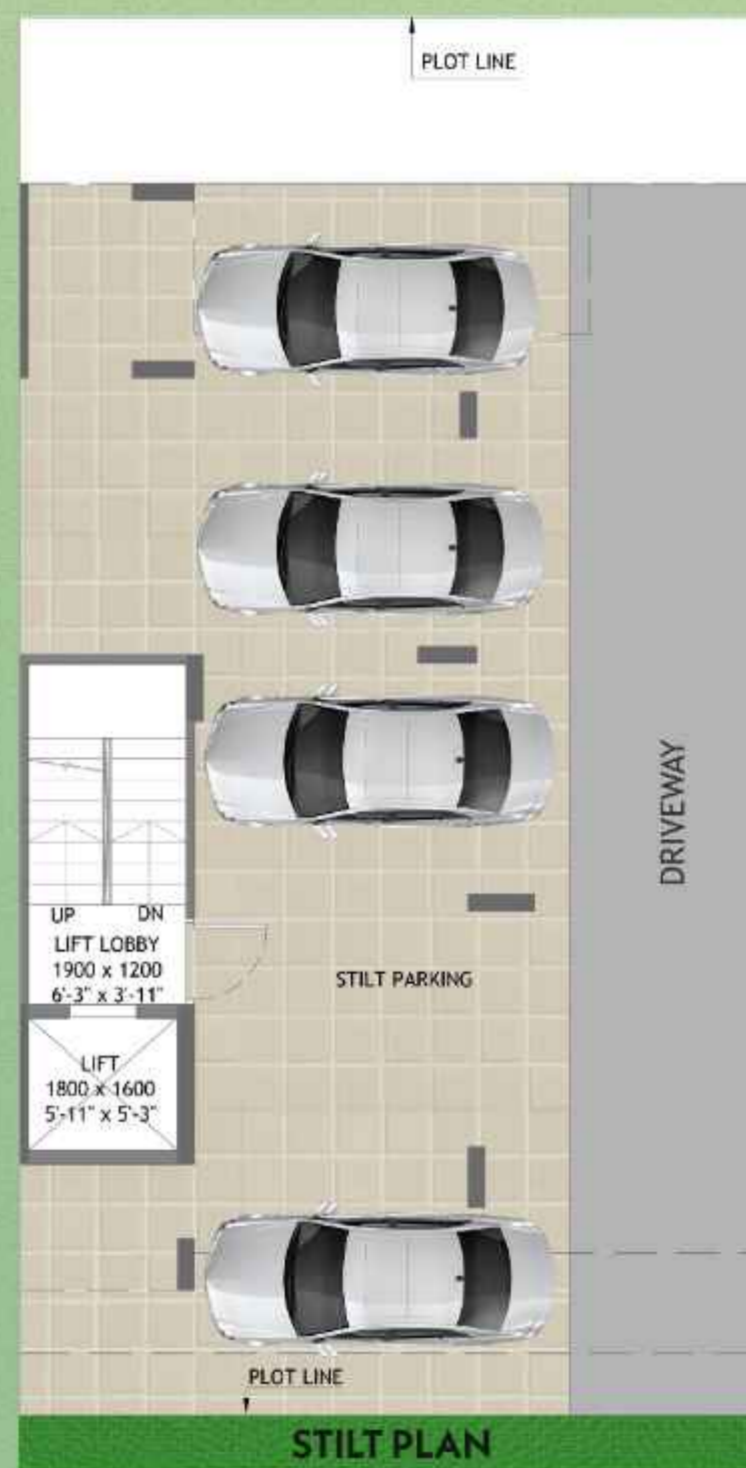 PLOT LINE
DRIVEWAY
UP DN
LIFT LOBBY
1900 x 1200
6'-3" x 3'-11"
STILT PARKING
LIFT
1800 x 1600
5'-11" x 5'-3"
PLOT LINE
STILT PLAN